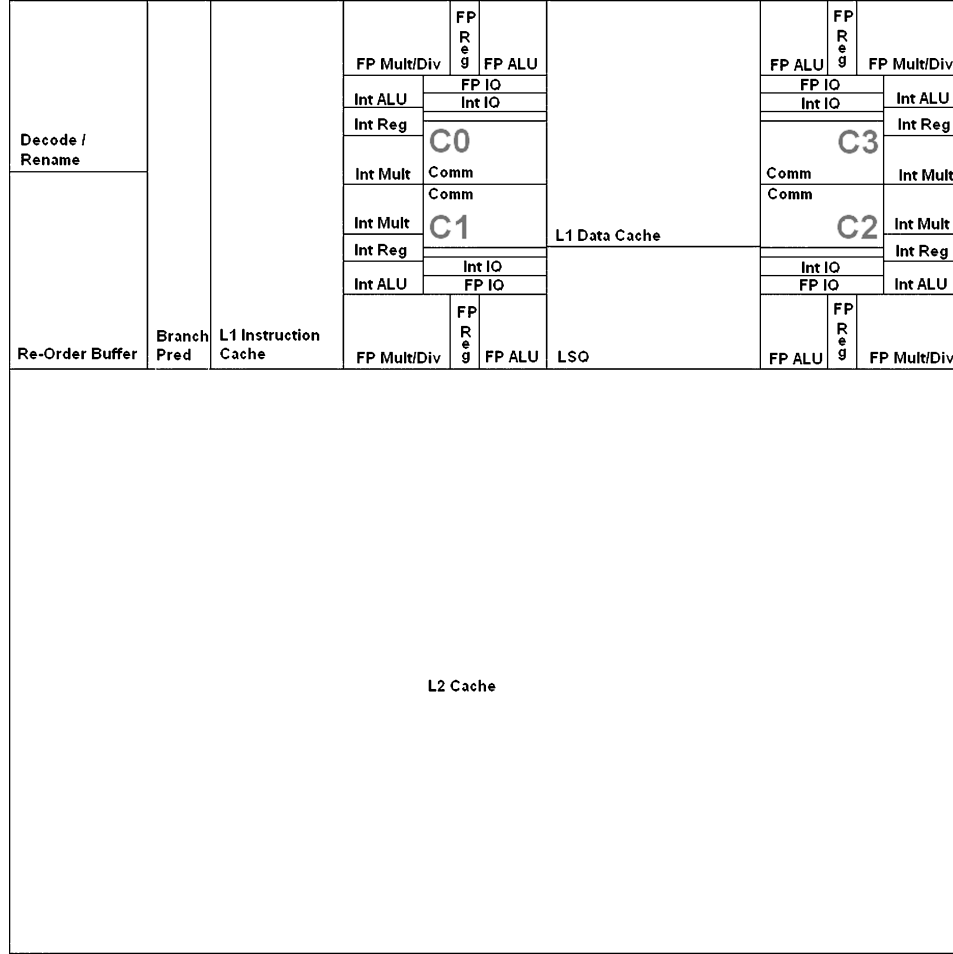 FP
Reg
FP Mult/Div
FP ALU
FP
Reg
FP ALU
FP Mult/Div
FP IQ
Int IQ
Int ALU
Int Reg
C0
Int Mult
Comm
FP IQ
Int IQ
Int ALU
Int Reg
C3
Comm
Int Mult
Decode /
Rename
Comm
Int Mult
C1
Int Reg
Int IQ
Int ALU
FP IQ
L1 Data Cache
Comm
C2
Int Mult
Int Reg
Int IQ
FP IQ
Int ALU
Re-Order Buffer
Branch
Pred
L1 Instruction
Cache
FP
Reg
FP Mult/Div
FP ALU
LSQ
FP
Reg
FP ALU
FP Mult/Div
L2 Cache